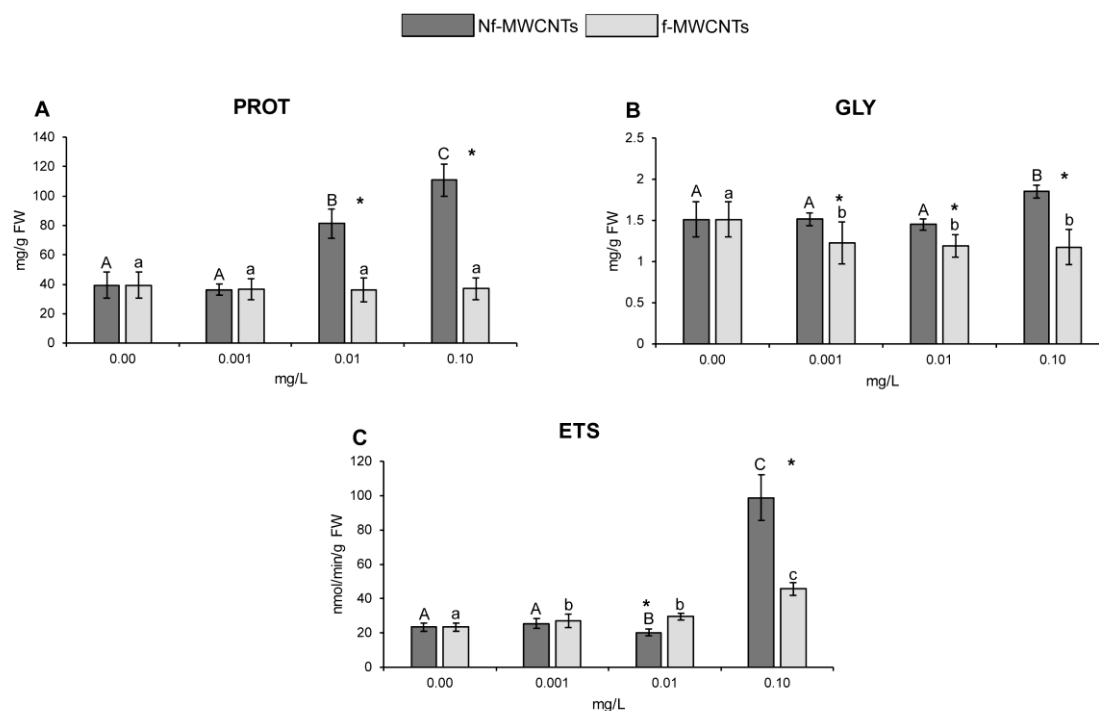 Nf-MWCNTs f-MWCNTs
A PROT
140
120
100
80
60
40
20
0
mg/g FW
A a A a B * a C * a
0.00 0.001 0.01 0.10
mg/L
B GLY
2.5
2
1.5
1
0.5
0
mg/g FW
A a A * b A * b B * b
0.00 0.001 0.01 0.10
mg/L
C ETS
120
100
80
60
40
20
0
nmol/min/g FW
A a A b * B b C * c
0.00 0.001 0.01 0.10
mg/L